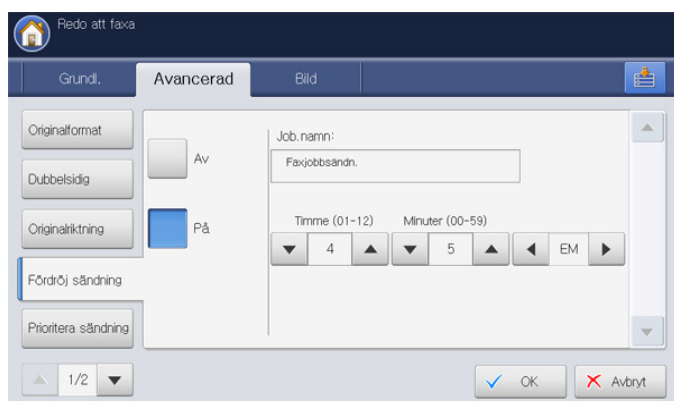 Redo att faxa
Grundl.
Avancerad
Bild
Originalformat
Dubbelsidig
Originalriktning
Fördröj sändning
Prioritera sändning
1/2
Av
På
Job.namn:
Faxjobbsändn.
Timme (01-12) Minuter (00-59)
4 5 EM
OK
Avbryt